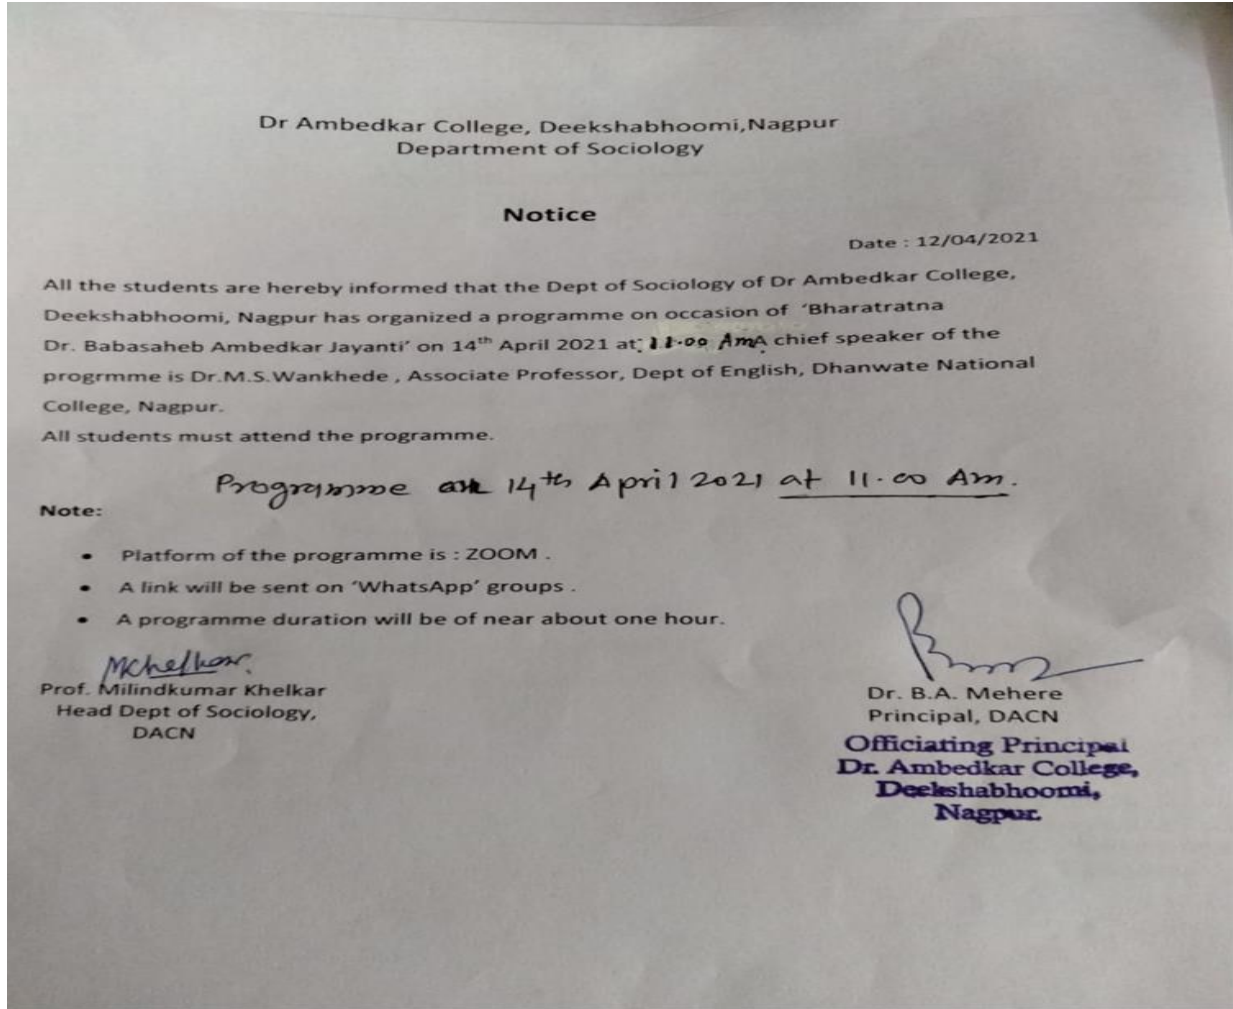 Dr Ambedkar College, Deekshabhoomi,Nagpur
Department of Sociology
Notice
Date : 12/04/2021
All the students are hereby informed that the Dept of Sociology of Dr Ambedkar College,
Deekshabhoomi, Nagpur has organized a programme on occasion of ‘Bharatratna
Dr. Babasaheb Ambedkar Jayanti’ on 14th April 2021 at 11.00 Am A chief speaker of the
progrmme is Dr.M.S.Wankhede , Associate Professor, Dept of English, Dhanwate National
College, Nagpur.
All students must attend the programme.
Programme on 14th April 2021 at 11.00 Am.
Note:
• Platform of the programme is : ZOOM .
• A link will be sent on ‘WhatsApp’ groups .
• A programme duration will be of near about one hour.
Prof. Milindkumar Khelkar
Head Dept of Sociology,
DACN
Dr. B.A. Mehere
Principal, DACN
Officiating Principal
Dr. Ambedkar College,
Deekshabhoomi,
Nagpur.